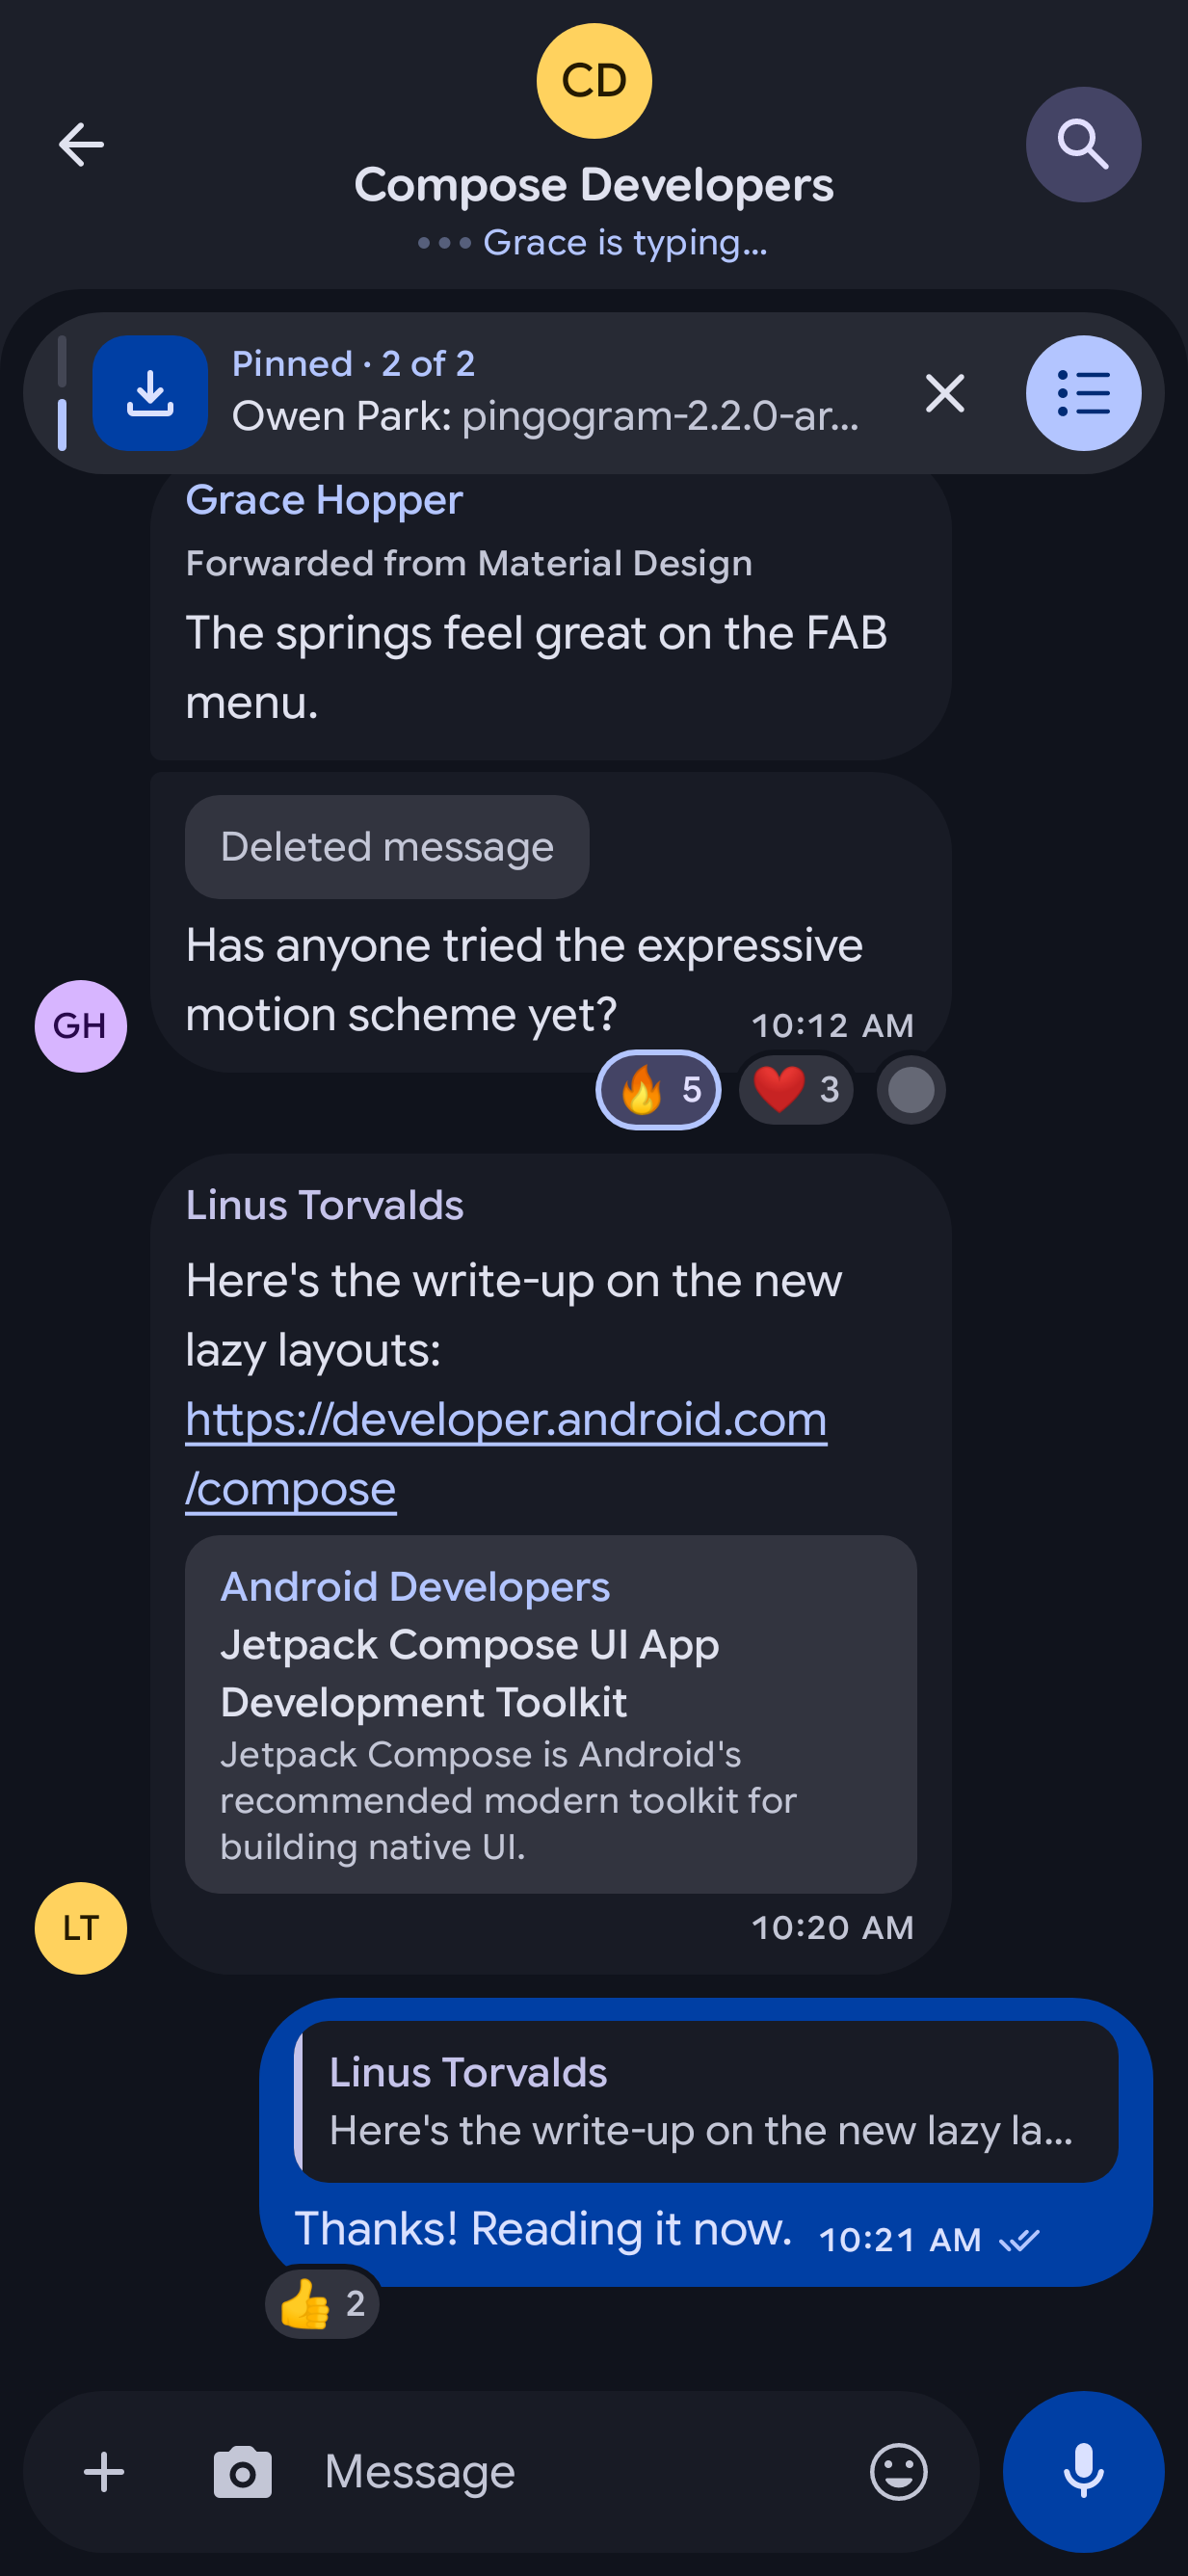 CD
Compose Developers
Grace is typing...
Pinned · 2 of 2
Owen Park: pingogram-2.2.0-ar...
Grace Hopper
Forwarded from Material Design
The springs feel great on the FAB
menu.
Deleted message
Has anyone tried the expressive
motion scheme yet?
10:12 AM
GH
5
3
Linus Torvalds
Here's the write-up on the new
lazy layouts:
https://developer.android.com
/compose
Android Developers
Jetpack Compose UI App
Development Toolkit
Jetpack Compose is Android's
recommended modern toolkit for
building native UI.
LT
10:20 AM
Linus Torvalds
Here's the write-up on the new lazy la...
Thanks! Reading it now. 10:21 AM
2
Message